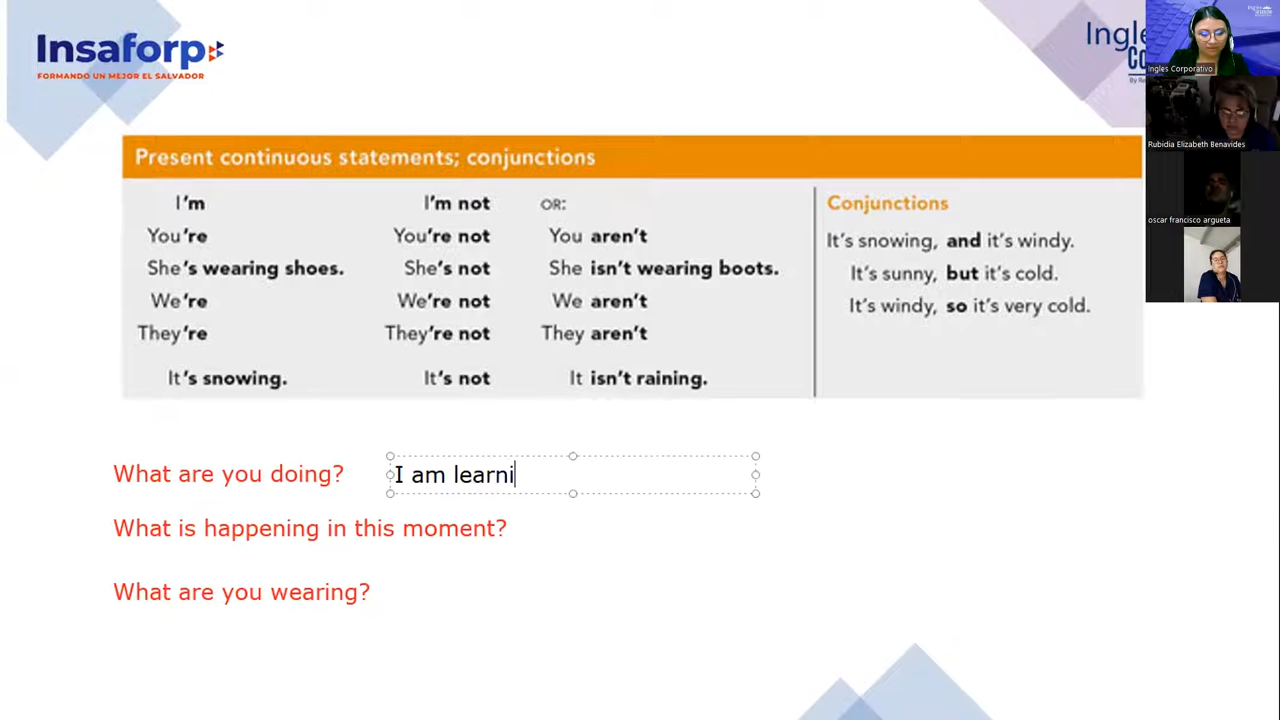 Insaforp
FORMANDO UN MEJOR EL SALVADOR
Present continuous statements; conjunctions
I'm I'm not OR:
You're You're not You aren't
She's wearing shoes. She's not She isn't wearing boots.
We're We're not We aren't
They're They're not They aren't
It's snowing. It's not It isn't raining.
Conjunctions
It's snowing, and it's windy.
It's sunny, but it's cold.
It's windy, so it's very cold.
What are you doing? I am learni
What is happening in this moment?
What are you wearing?
Ingles Corporativo
Rubidia Elizabeth Benavides
oscar francisco argueta